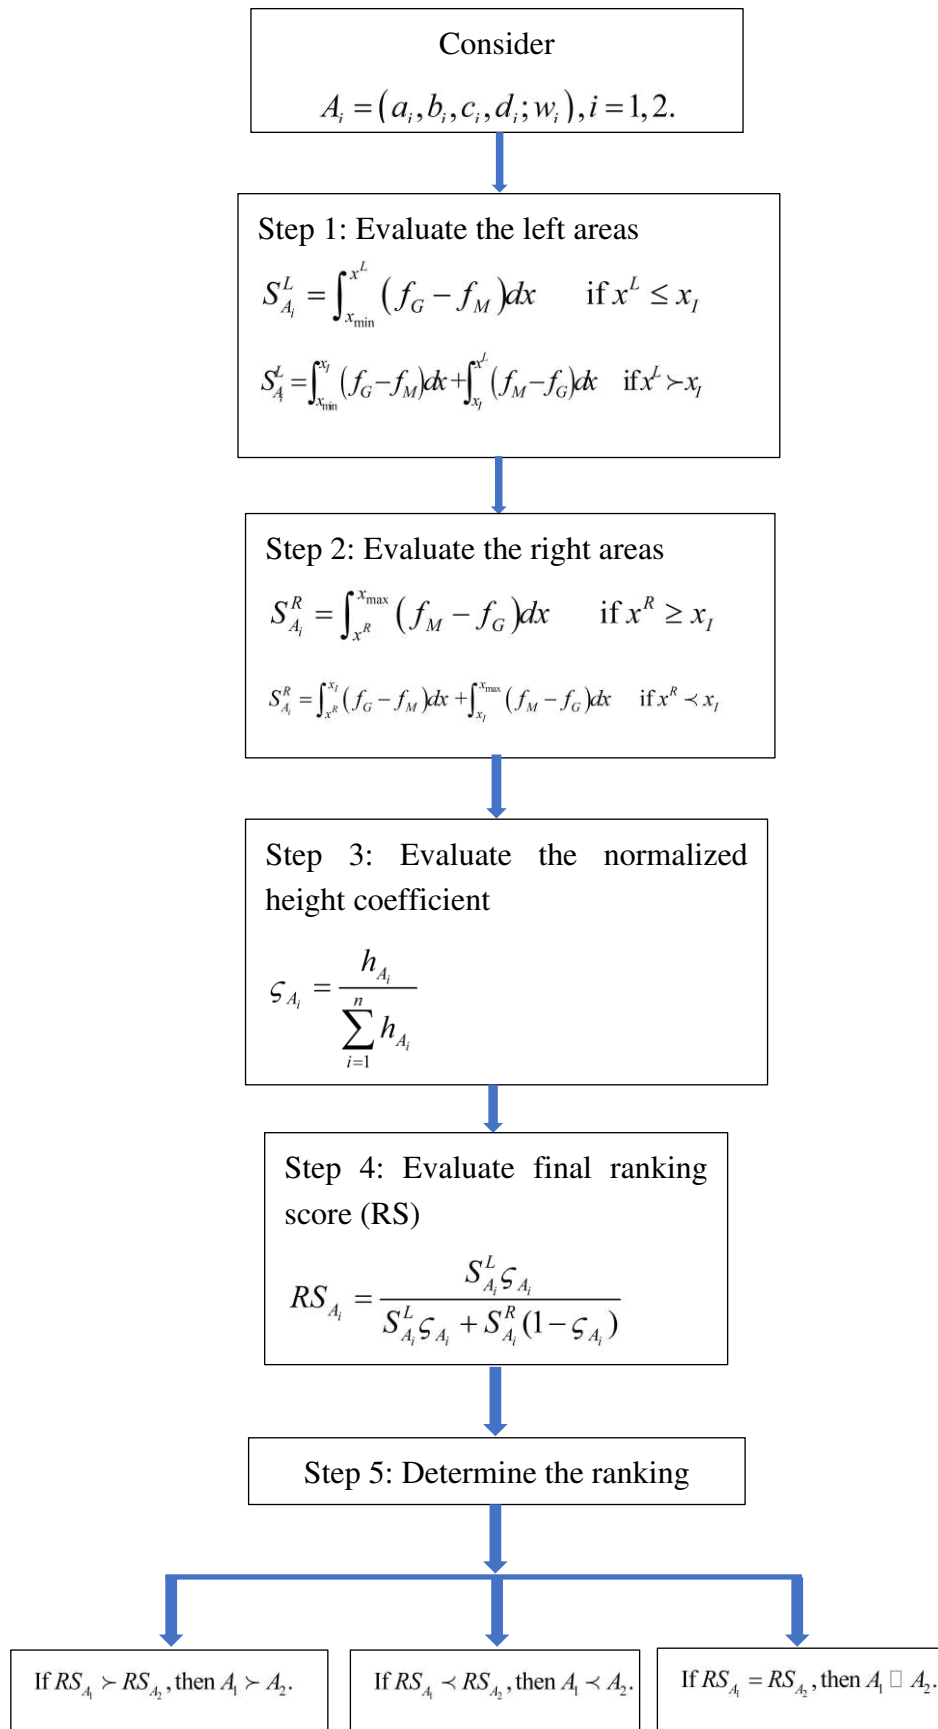 Consider
A_i = (a_i, b_i, c_i, d_i; w_i), i = 1, 2.
Step 1: Evaluate the left areas
S^L_{A_i} = ∫_{x_min}^{x^L} (f_G − f_M)dx if x^L ≤ x_I
S^L_{A_i} = ∫_{x_min}^{x_I} (f_G − f_M)dx + ∫_{x_I}^{x^L} (f_M − f_G)dx if x^L ≻ x_I
Step 2: Evaluate the right areas
S^R_{A_i} = ∫_{x^R}^{x_max} (f_M − f_G)dx if x^R ≥ x_I
S^R_{A_i} = ∫_{x^R}^{x_I} (f_G − f_M)dx + ∫_{x_I}^{x_max} (f_M − f_G)dx if x^R ≺ x_I
Step 3: Evaluate the normalized
height coefficient
ς_{A_i} = h_{A_i} / ∑_{i=1}^{n} h_{A_i}
Step 4: Evaluate final ranking
score (RS)
RS_{A_i} = S^L_{A_i} ς_{A_i} / (S^L_{A_i} ς_{A_i} + S^R_{A_i} (1 − ς_{A_i}))
Step 5: Determine the ranking
If RS_{A_1} ≻ RS_{A_2}, then A_1 ≻ A_2.
If RS_{A_1} ≺ RS_{A_2}, then A_1 ≺ A_2.
If RS_{A_1} = RS_{A_2}, then A_1 □ A_2.